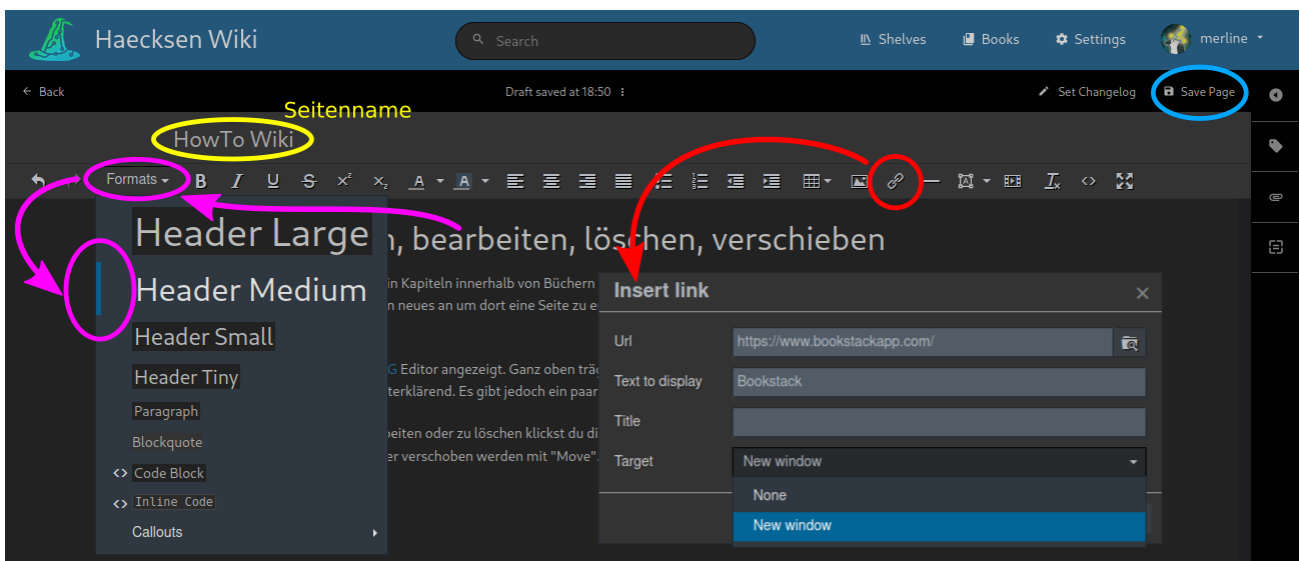 Haecksen Wiki
Search
Shelves
Books
Settings
merline
Back
Draft saved at 18:50
Set Changelog
Save Page
Seitenname
HowTo Wiki
Formats
B I U S x² x₂ A A
Header Large
, bearbeiten, löschen, verschieben
Header Medium
in Kapiteln innerhalb von Büchern
neues an um dort eine Seite zu
Header Small
Header Tiny
G Editor angezeigt. Ganz oben
terklärend. Es gibt jedoch ein paar
Paragraph
Blockquote
oder zu löschen klickst du
verschoben werden mit "Move".
<> Code Block
<> Inline Code
Callouts
Insert link
Url
https://www.bookstackapp.com/
Text to display
Bookstack
Title
Target
New window
None
New window